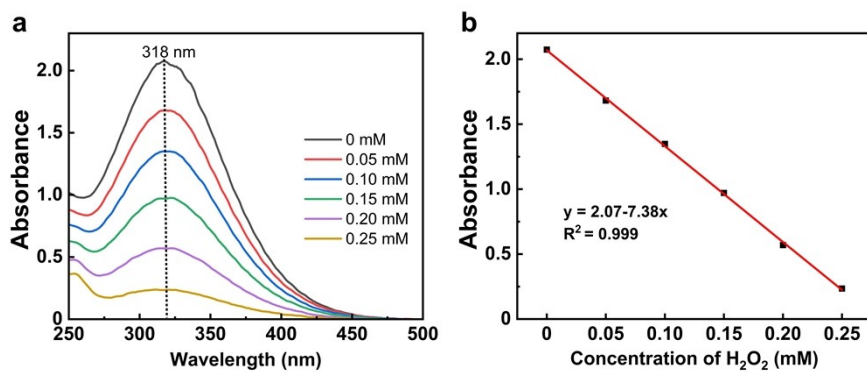 a
318 nm
Absorbance
2.0
1.5
1.0
0.5
0
0 mM
0.05 mM
0.10 mM
0.15 mM
0.20 mM
0.25 mM
250 300 350 400 450 500
Wavelength (nm)
b
Absorbance
2.0
1.5
1.0
0.5
0
y = 2.07-7.38x
R² = 0.999
0 0.05 0.10 0.15 0.20 0.25
Concentration of H₂O₂ (mM)